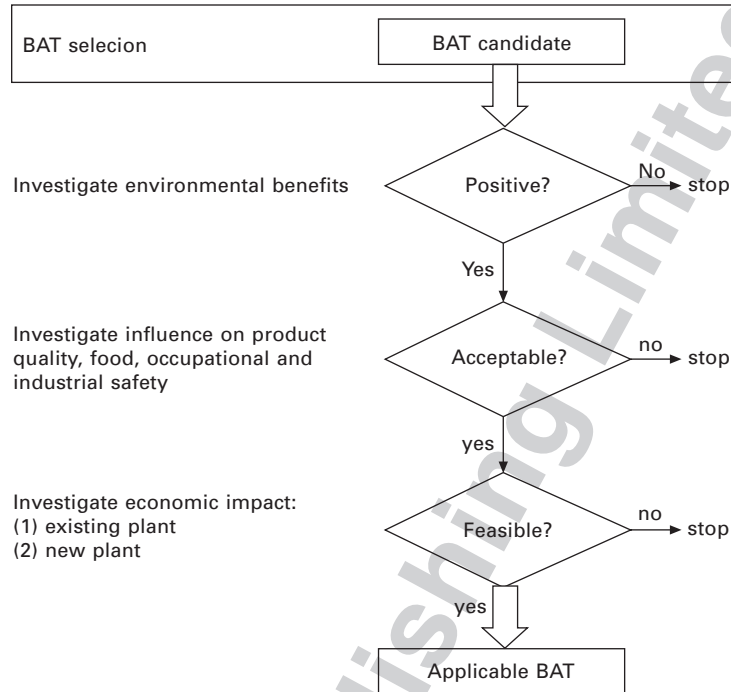 BAT selecion
BAT candidate
Investigate environmental benefits
Positive?
No
stop
Yes
Investigate influence on product
quality, food, occupational and
industrial safety
Acceptable?
no
stop
yes
Investigate economic impact:
(1) existing plant
(2) new plant
Feasible?
no
stop
yes
Applicable BAT
lishing Limite